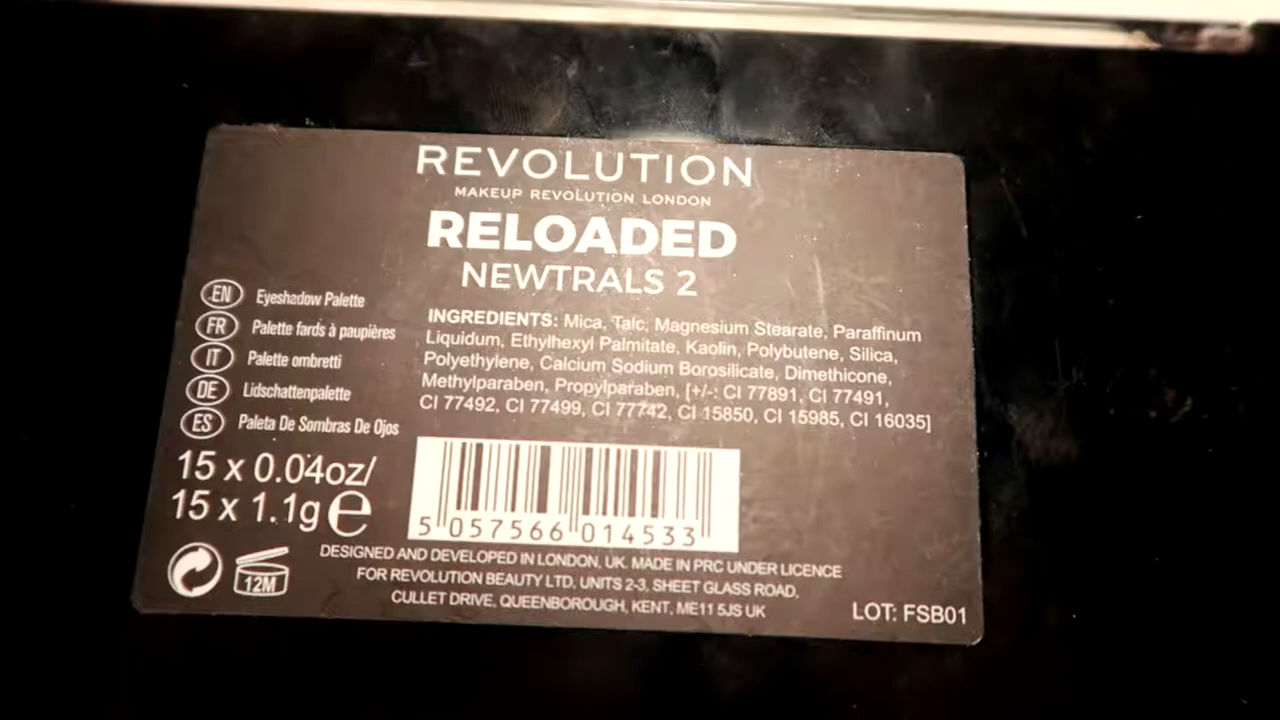 REVOLUTION
MAKEUP REVOLUTION LONDON
RELOADED
NEWTRALS 2
EN Eyeshadow Palette
FR Palette fards à paupières
IT Palette ombretti
DE Lidschattenpalette
ES Paleta De Sombras De Ojos
15 x 0.04oz/
15 x 1.1g e
12M
INGREDIENTS: Mica, Talc, Magnesium Stearate, Paraffinum
Liquidum, Ethylhexyl Palmitate, Kaolin, Polybutene, Silica,
Polyethylene, Calcium Sodium Borosilicate, Dimethicone,
Methylparaben, Propylparaben, [+/-: CI 77891, CI 77491,
CI 77492, CI 77499, CI 77742, CI 15850, CI 15985, CI 16035]
5 057566 014533
DESIGNED AND DEVELOPED IN LONDON, UK. MADE IN PRC UNDER LICENCE
FOR REVOLUTION BEAUTY LTD, UNITS 2-3, SHEET GLASS ROAD,
CULLET DRIVE, QUEENBOROUGH, KENT, ME11 5JS UK
LOT: FSB01